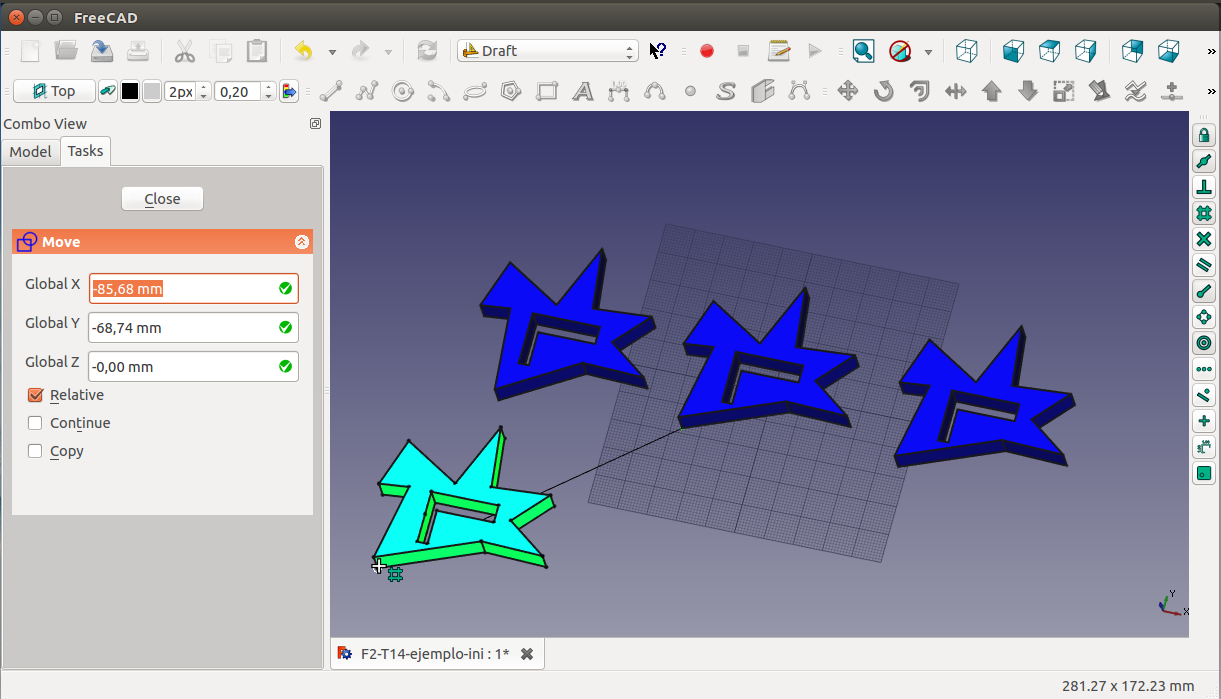 FreeCAD
Draft
»
Top
2px
0,20
»
Combo View
Model
Tasks
Close
Move
Global X
-85,68 mm
Global Y
-68,74 mm
Global Z
-0,00 mm
Relative
Continue
Copy
Y
X
F2-T14-ejemplo-ini : 1*
281.27 x 172.23 mm